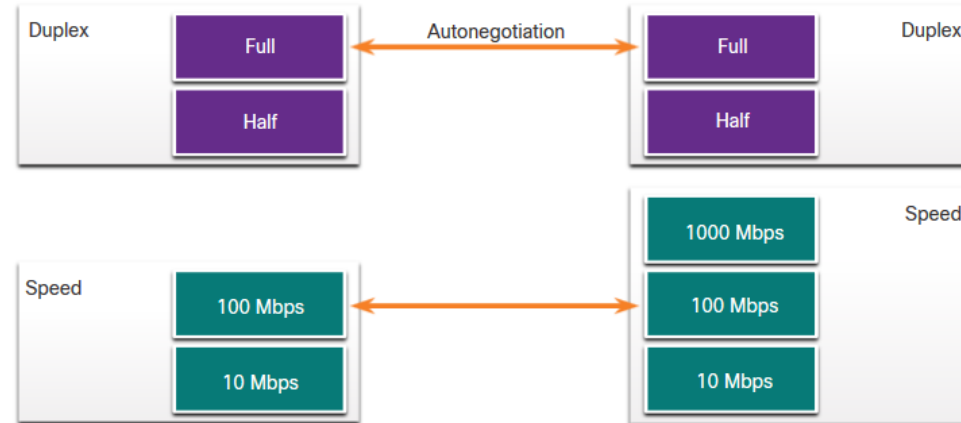 Duplex
Full
Autonegotiation
Full
Duplex
Half
Half
1000 Mbps
Speed
Speed
100 Mbps
100 Mbps
10 Mbps
10 Mbps